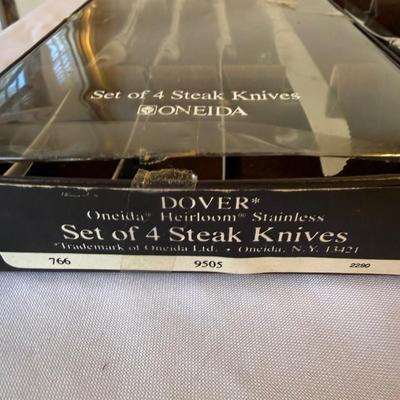 Set of 4 Steak Knives
ONEIDA
DOVER*
Oneida® Heirloom® Stainless
Set of 4 Steak Knives
*Trademark of Oneida Ltd. • Oneida, N.Y. 13421
766 9505 2290